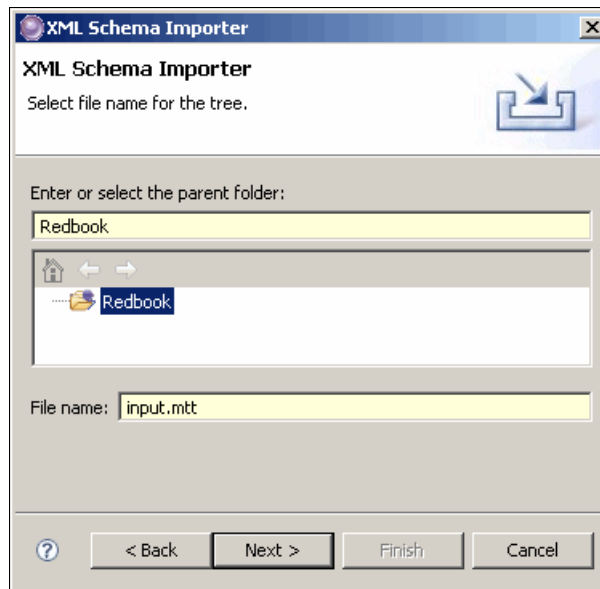 XML Schema Importer
XML Schema Importer
Select file name for the tree.
Enter or select the parent folder:
Redbook
Redbook
File name: input.mtt
? < Back Next > Finish Cancel